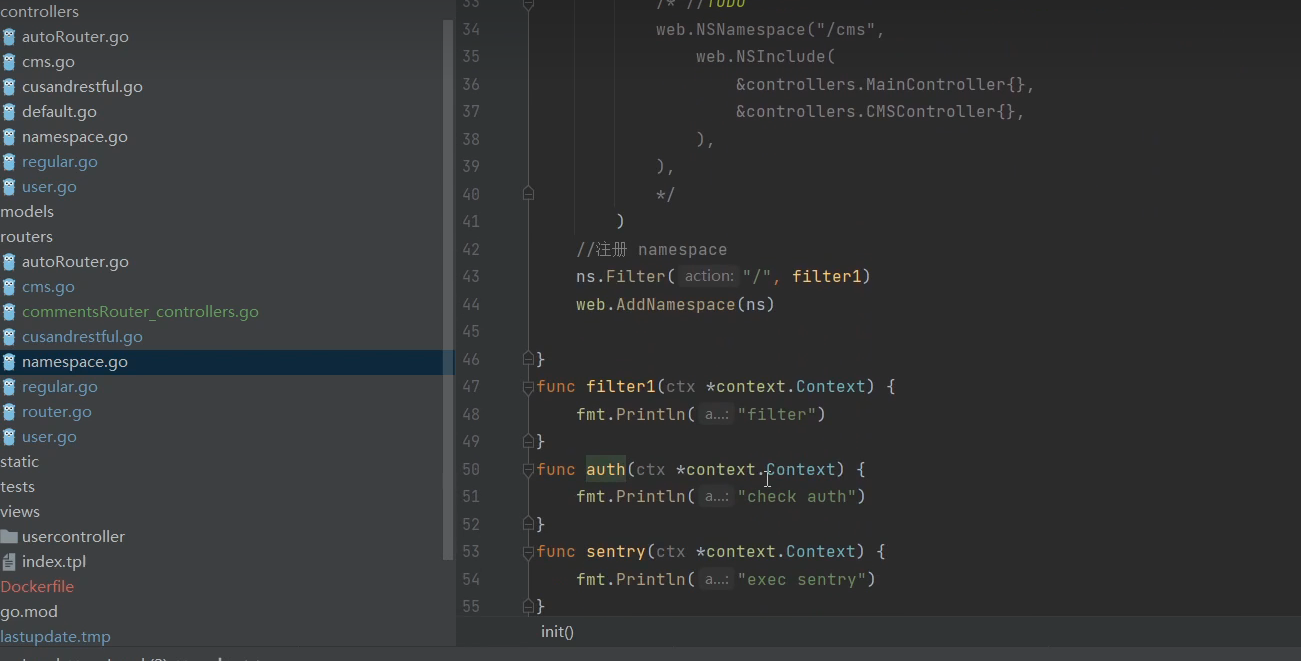 controllers
autoRouter.go
cms.go
cusandrestful.go
default.go
namespace.go
regular.go
user.go
models
routers
autoRouter.go
cms.go
commentsRouter_controllers.go
cusandrestful.go
namespace.go
regular.go
router.go
user.go
static
tests
views
usercontroller
index.tpl
Dockerfile
go.mod
lastupdate.tmp
33 /* //TODO
34 web.NSNamespace("/cms",
35 web.NSInclude(
36 &controllers.MainController{},
37 &controllers.CMSController{},
38 ),
39 ),
40 */
41 )
42 //注册 namespace
43 ns.Filter( action: "/", filter1)
44 web.AddNamespace(ns)
45
46 }
47 func filter1(ctx *context.Context) {
48 fmt.Println( a...: "filter")
49 }
50 func auth(ctx *context.Context) {
51 fmt.Println( a...: "check auth")
52 }
53 func sentry(ctx *context.Context) {
54 fmt.Println( a...: "exec sentry")
55 }
init()